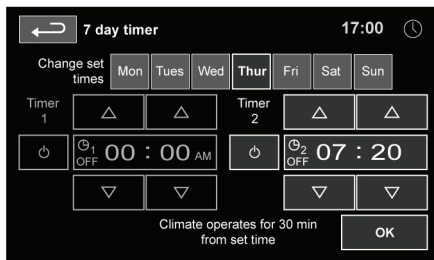 7 day timer 17:00
Change set
times
Mon Tues Wed Thur Fri Sat Sun
Timer
1
Timer
2
1
OFF
00 : 00 AM
2
OFF
07 : 20
Climate operates for 30 min
from set time
OK